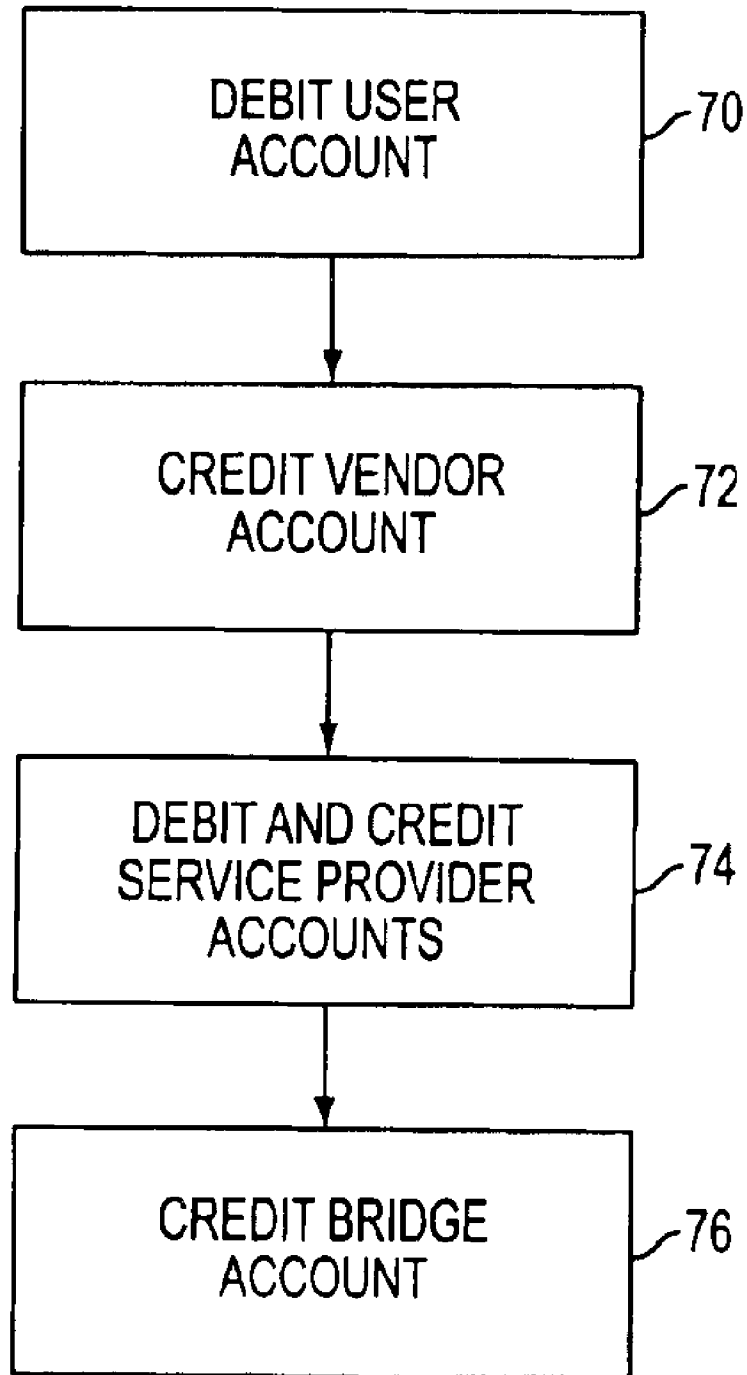 DEBIT USER
ACCOUNT
70
CREDIT VENDOR
ACCOUNT
72
DEBIT AND CREDIT
SERVICE PROVIDER
ACCOUNTS
74
CREDIT BRIDGE
ACCOUNT
76